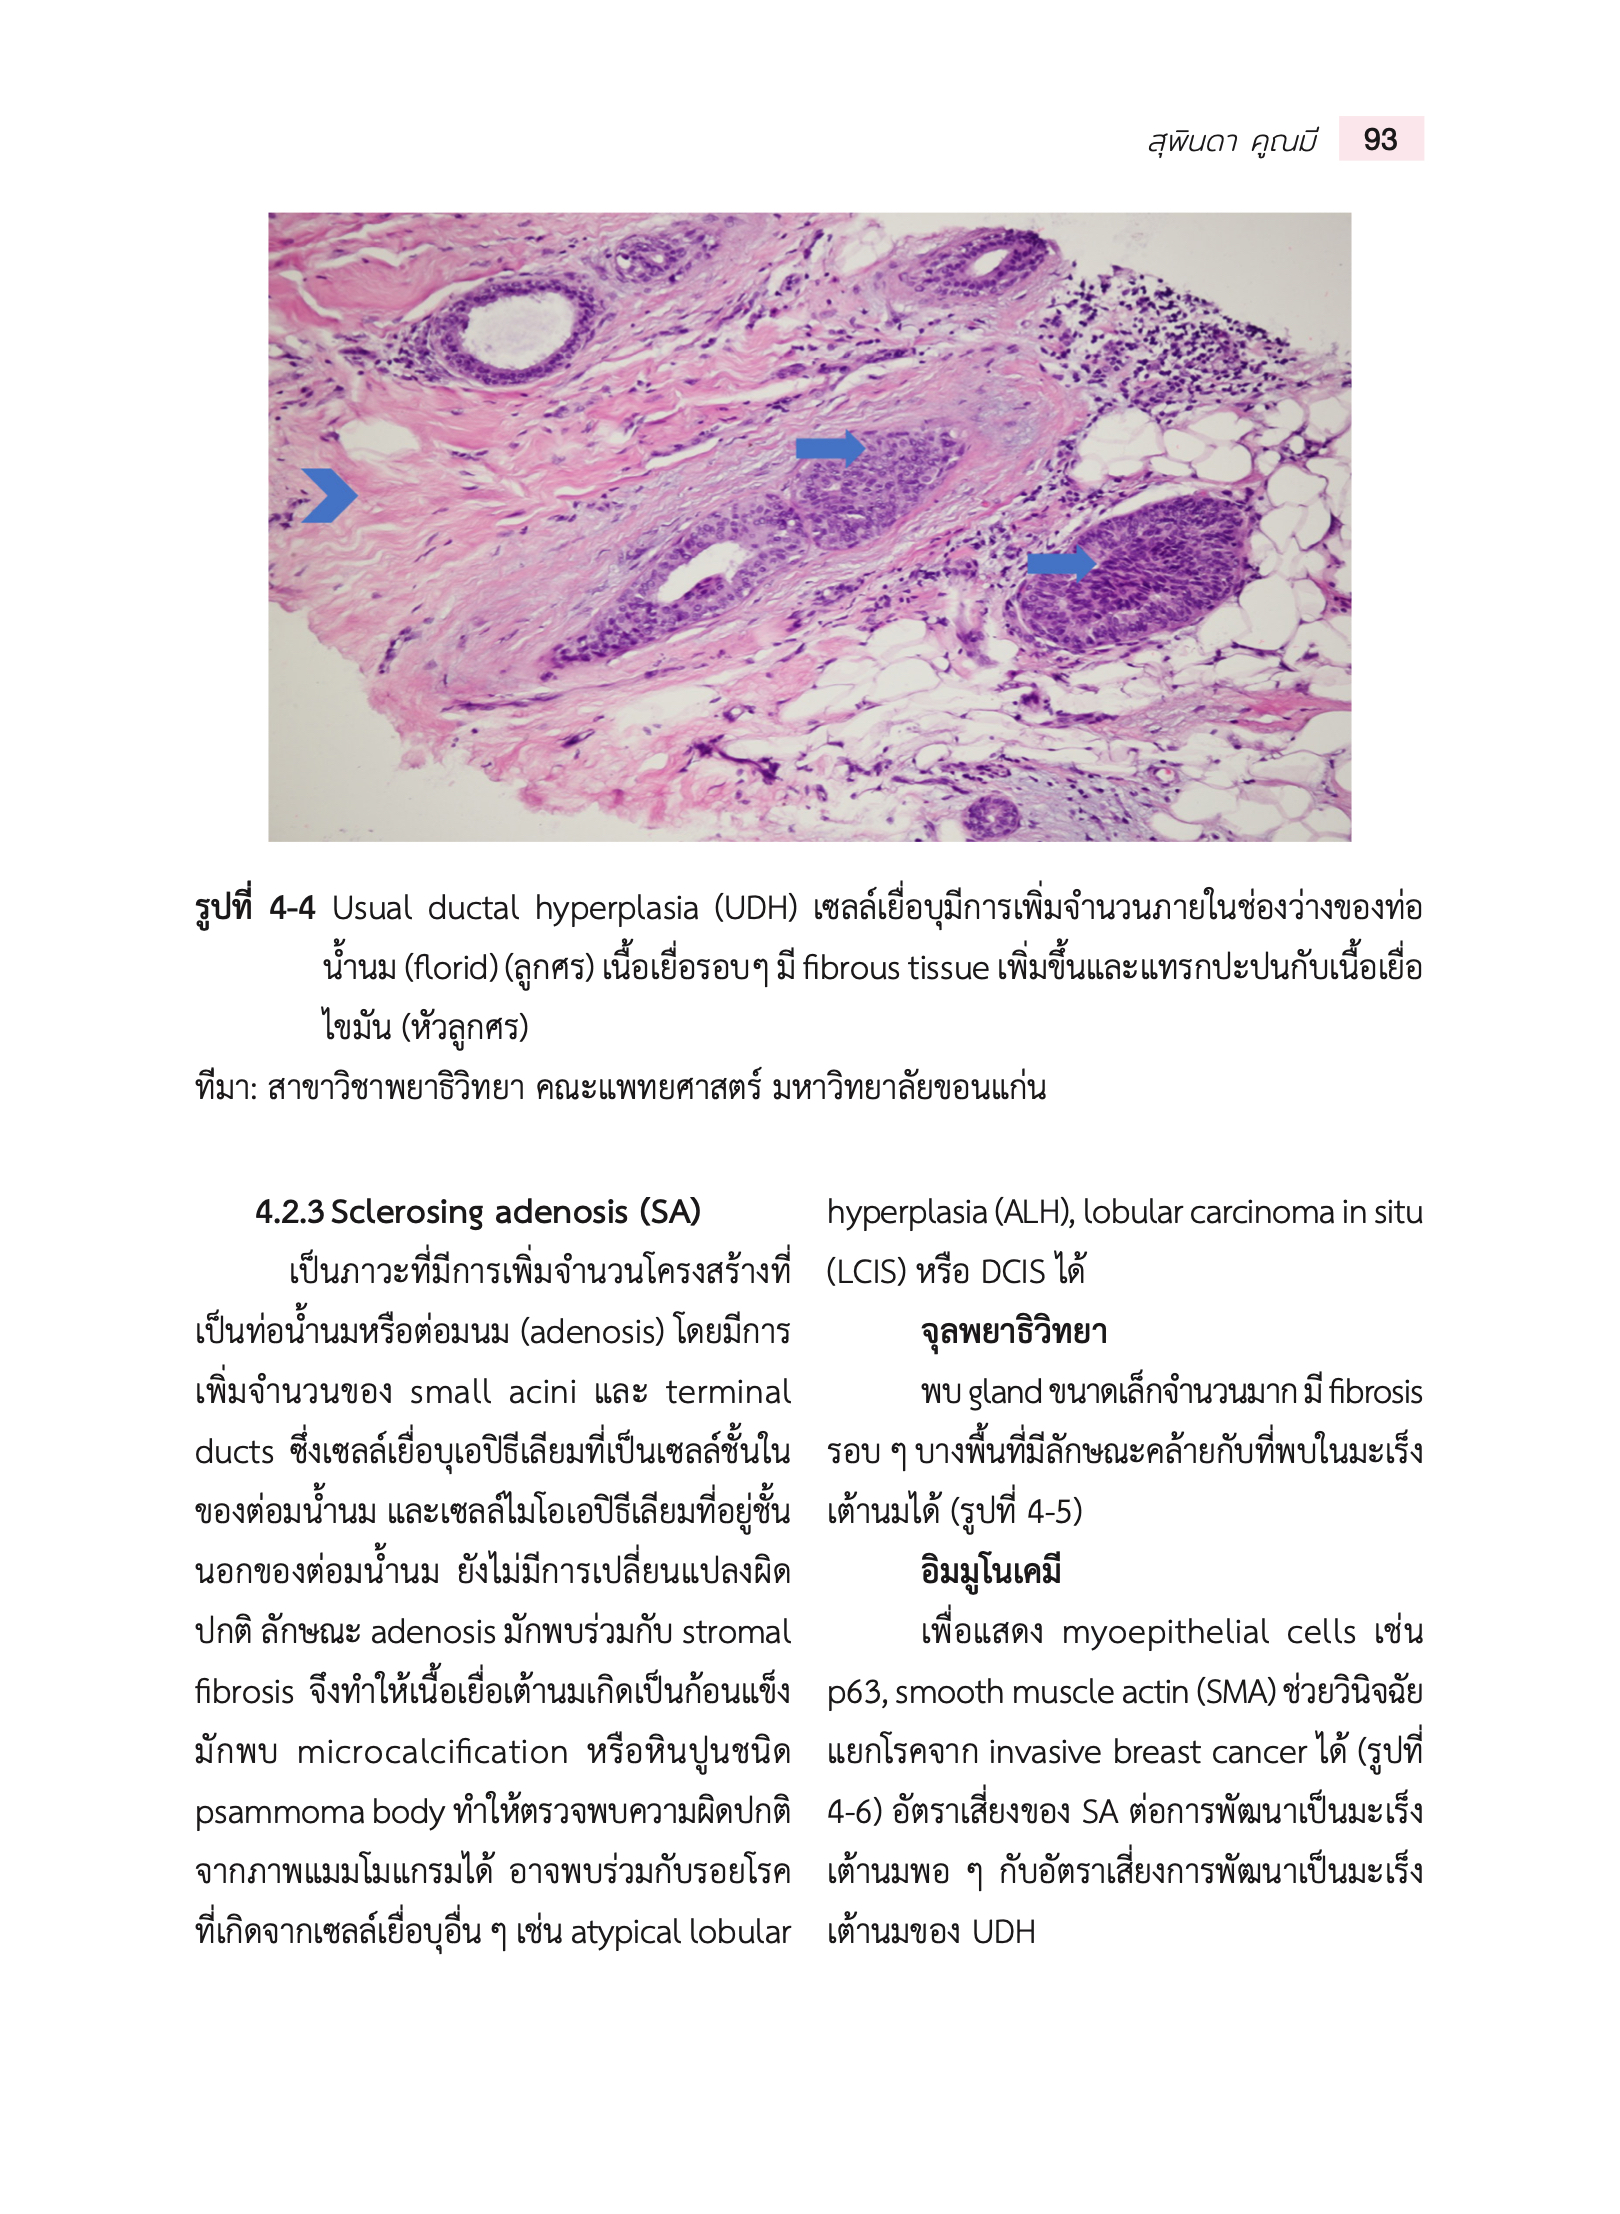 สุพินดา คูณมี 93
รูปที่ 4-4 Usual ductal hyperplasia (UDH) เซลล์เยื่อบุมีการเพิ่มจำนวนภายในช่องว่างของท่อ
น้ำนม (florid) (ลูกศร) เนื้อเยื่อรอบๆ มี fibrous tissue เพิ่มขึ้นและแทรกปะปนกับเนื้อเยื่อ
ไขมัน (หัวลูกศร)
ที่มา: สาขาวิชาพยาธิวิทยา คณะแพทยศาสตร์ มหาวิทยาลัยขอนแก่น
4.2.3 Sclerosing adenosis (SA)
เป็นภาวะที่มีการเพิ่มจำนวนโครงสร้างที่
เป็นท่อน้ำนมหรือต่อมนม (adenosis) โดยมีการ
เพิ่มจำนวนของ small acini และ terminal
ducts ซึ่งเซลล์เยื่อบุเอปิธีเลียมที่เป็นเซลล์ชั้นใน
ของต่อมน้ำนม และเซลล์ไมโอเอปิธีเลียมที่อยู่ชั้น
นอกของต่อมน้ำนม ยังไม่มีการเปลี่ยนแปลงผิด
ปกติ ลักษณะ adenosis มักพบร่วมกับ stromal
fibrosis จึงทำให้เนื้อเยื่อเต้านมเกิดเป็นก้อนแข็ง
มักพบ microcalcification หรือหินปูนชนิด
psammoma body ทำให้ตรวจพบความผิดปกติ
จากภาพแมมโมแกรมได้ อาจพบร่วมกับรอยโรค
ที่เกิดจากเซลล์เยื่อบุอื่น ๆ เช่น atypical lobular
hyperplasia (ALH), lobular carcinoma in situ
(LCIS) หรือ DCIS ได้
จุลพยาธิวิทยา
พบ gland ขนาดเล็กจำนวนมาก มี fibrosis
รอบ ๆ บางพื้นที่มีลักษณะคล้ายกับที่พบในมะเร็ง
เต้านมได้ (รูปที่ 4-5)
อิมมูโนเคมี
เพื่อแสดง myoepithelial cells เช่น
p63, smooth muscle actin (SMA) ช่วยวินิจฉัย
แยกโรคจาก invasive breast cancer ได้ (รูปที่
4-6) อัตราเสี่ยงของ SA ต่อการพัฒนาเป็นมะเร็ง
เต้านมพอ ๆ กับอัตราเสี่ยงการพัฒนาเป็นมะเร็ง
เต้านมของ UDH